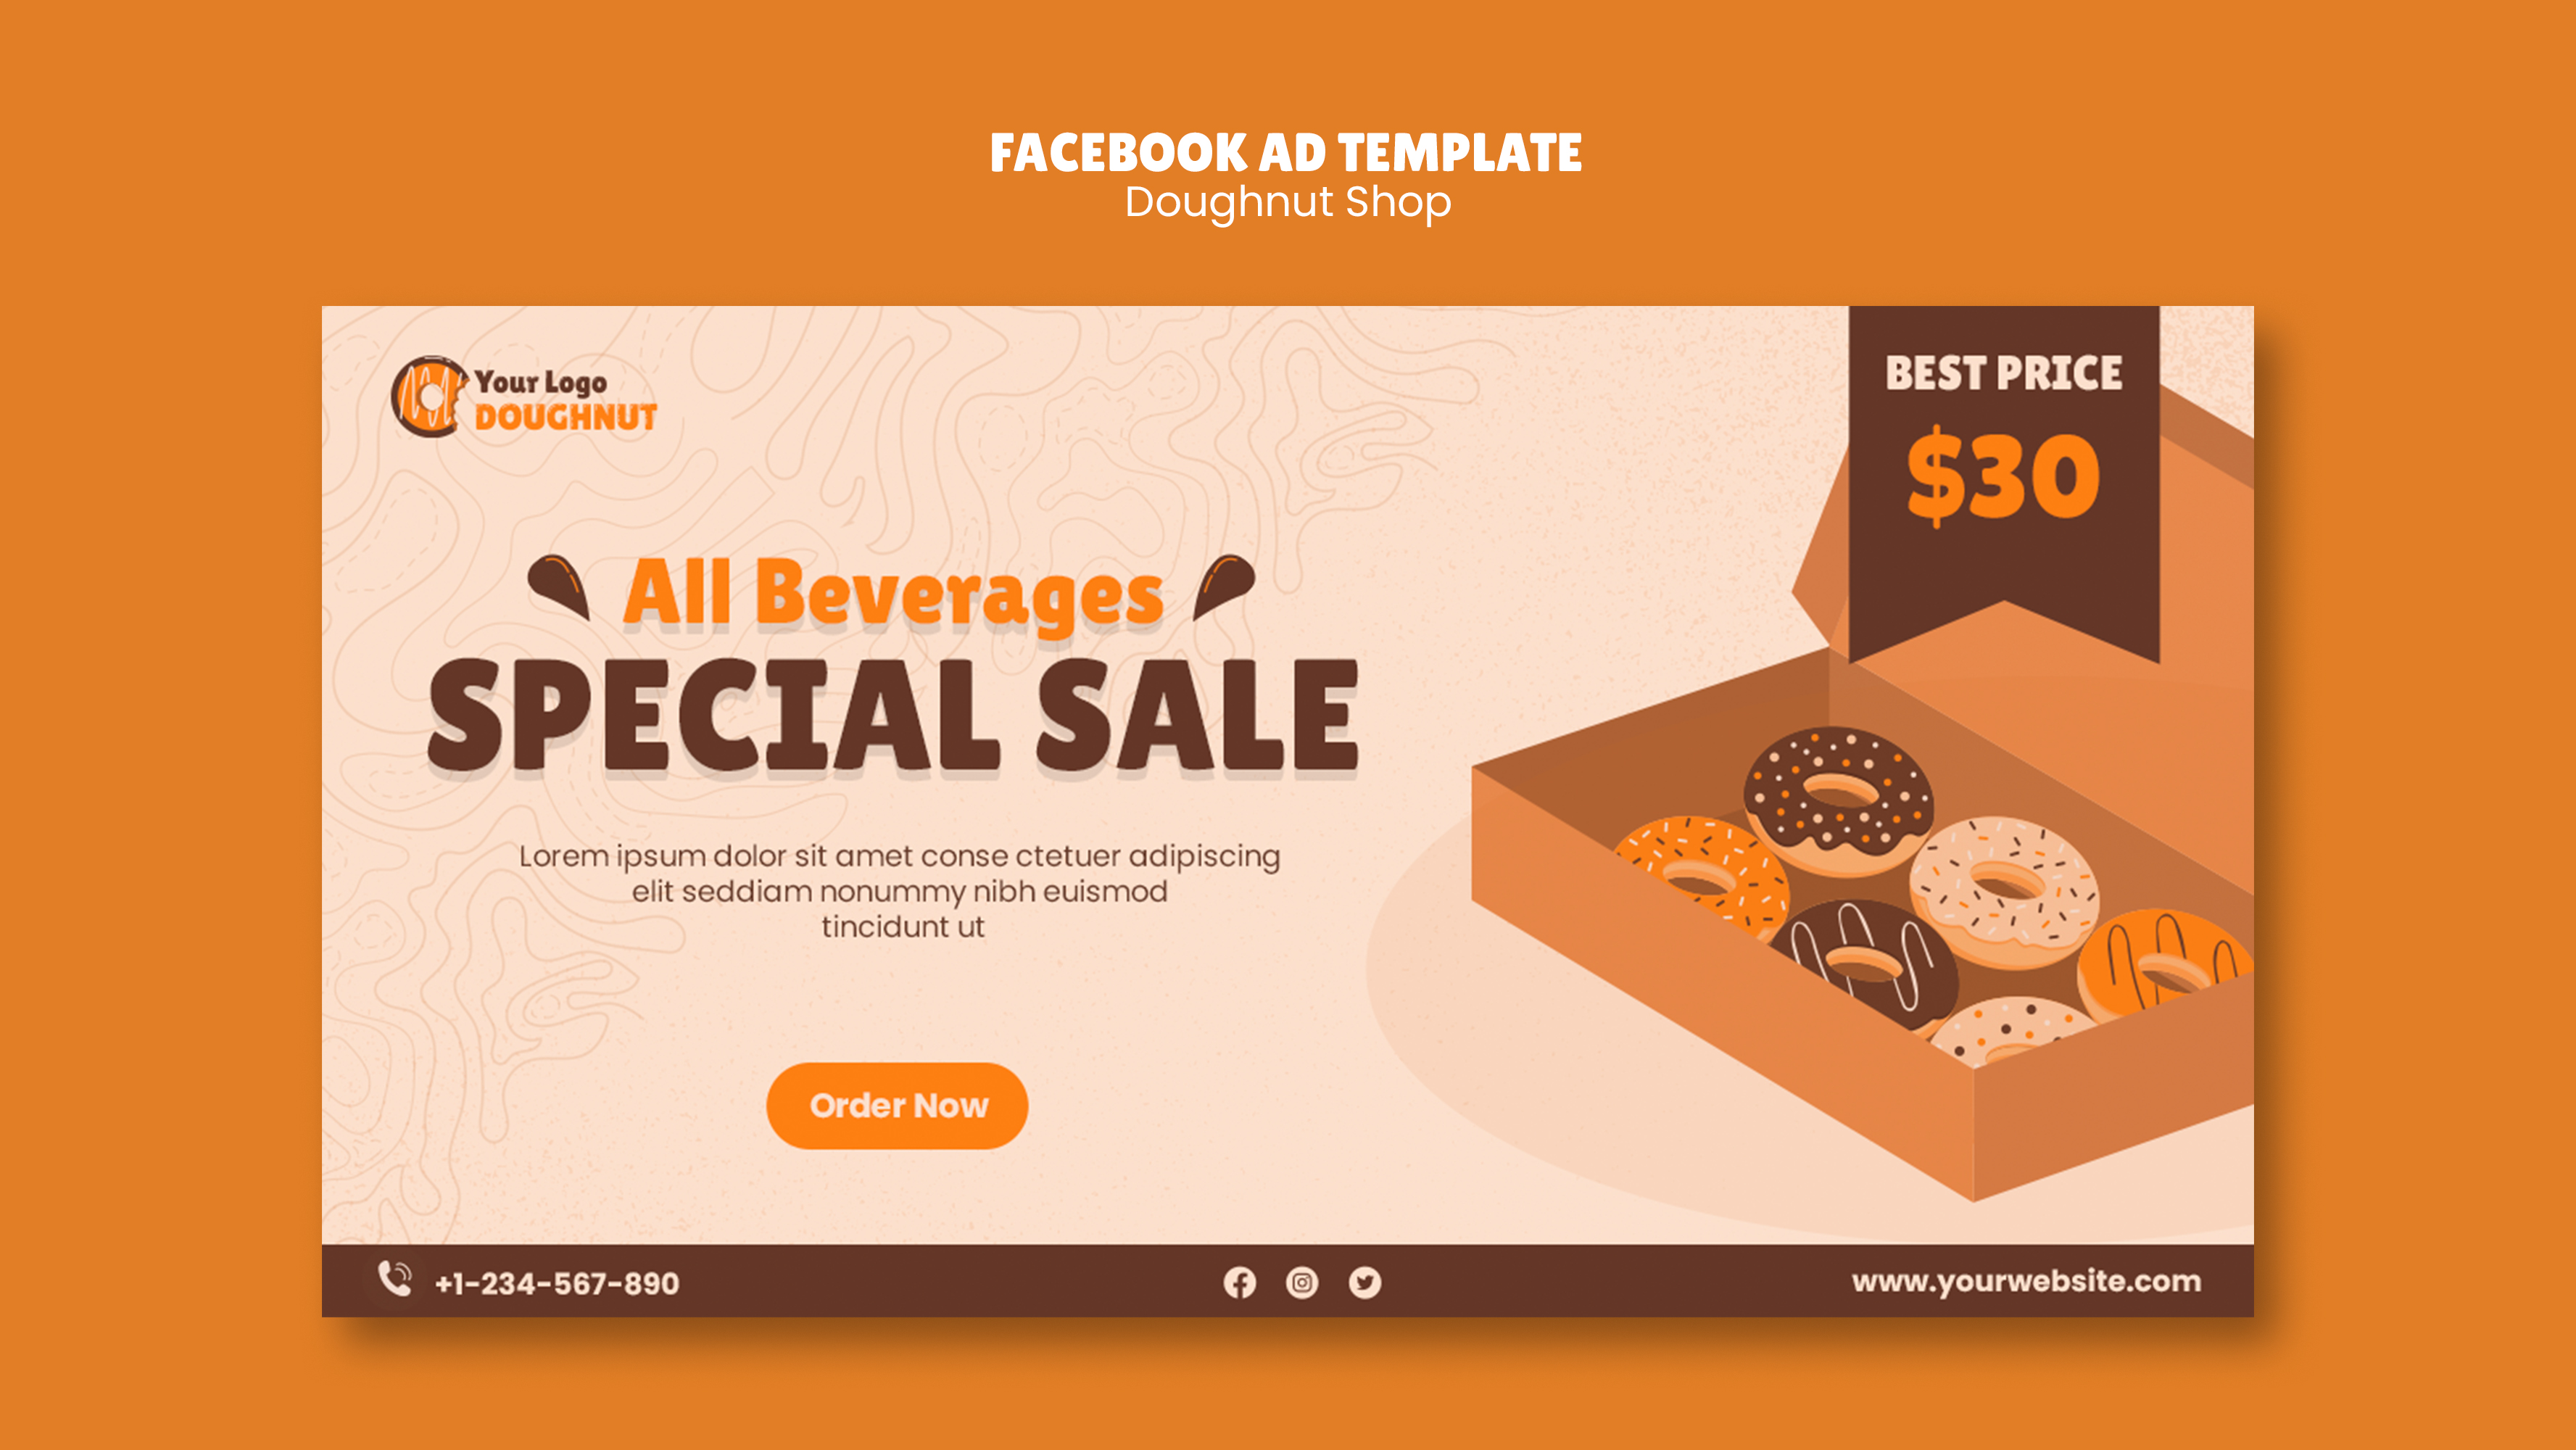 FACEBOOK AD TEMPLATE
Doughnut Shop
Your Logo
DOUGHNUT
BEST PRICE
$30
All Beverages
SPECIAL SALE
Lorem ipsum dolor sit amet conse ctetuer adipiscing
elit seddiam nonummy nibh euismod
tincidunt ut
Order Now
+1-234-567-890
www.yourwebsite.com